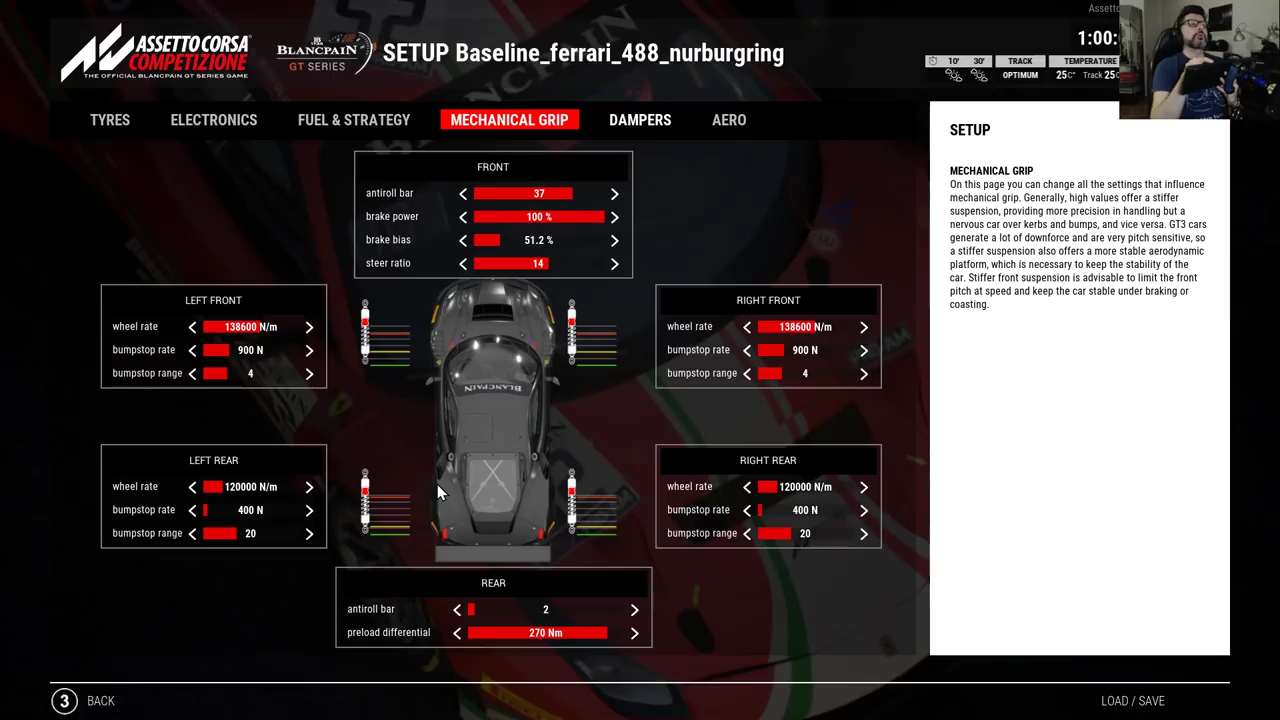 Assetto
ASSETTO CORSA
COMPETIZIONE
THE OFFICIAL BLANCPAIN GT SERIES GAME
BLANCPAIN
GT SERIES
SETUP Baseline_ferrari_488_nurburgring
1:00:
10' 30' TRACK TEMPERATURE
OPTIMUM 25C° Track 25C
TYRES ELECTRONICS FUEL & STRATEGY MECHANICAL GRIP DAMPERS AERO
FRONT
antiroll bar 37
brake power 100 %
brake bias 51.2 %
steer ratio 14
LEFT FRONT
wheel rate 138600 N/m
bumpstop rate 900 N
bumpstop range 4
RIGHT FRONT
wheel rate 138600 N/m
bumpstop rate 900 N
bumpstop range 4
BLANCPAIN
LEFT REAR
wheel rate 120000 N/m
bumpstop rate 400 N
bumpstop range 20
RIGHT REAR
wheel rate 120000 N/m
bumpstop rate 400 N
bumpstop range 20
REAR
antiroll bar 2
preload differential 270 Nm
SETUP
MECHANICAL GRIP
On this page you can change all the settings that influence
mechanical grip. Generally, high values offer a stiffer
suspension, providing more precision in handling but a
nervous car over kerbs and bumps, and vice versa. GT3 cars
generate a lot of downforce and are very pitch sensitive, so
a stiffer suspension also offers a more stable aerodynamic
platform, which is necessary to keep the stability of the
car. Stiffer front suspension is advisable to limit the front
pitch at speed and keep the car stable under braking or
coasting.
3 BACK
LOAD / SAVE